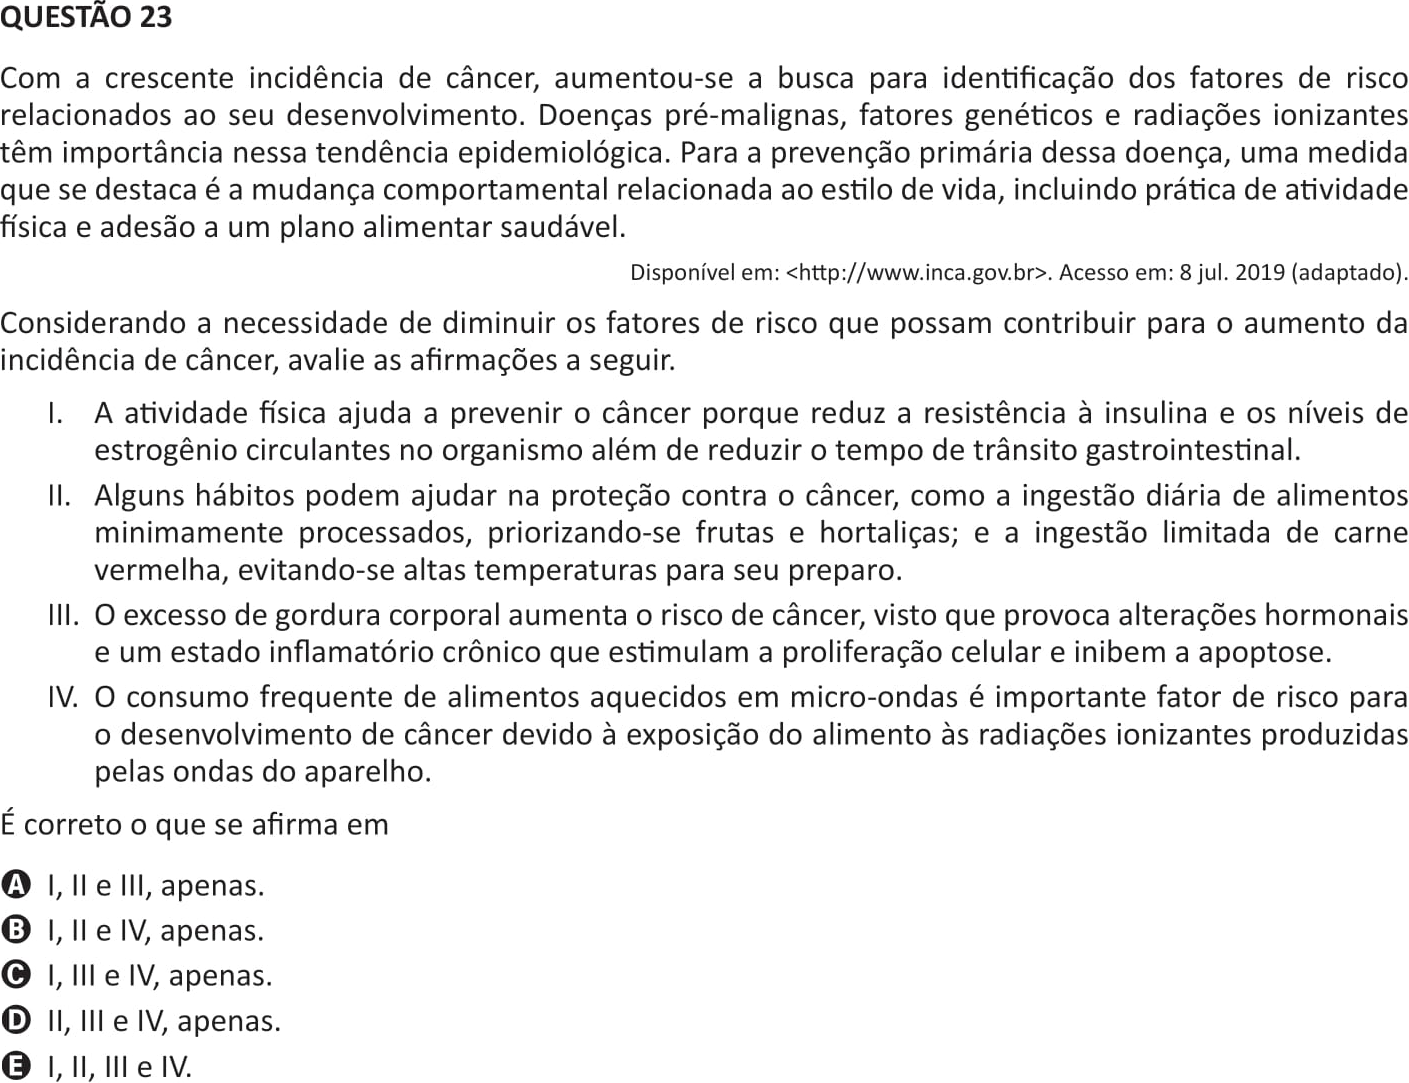 QUESTÃO 23
Com a crescente incidência de câncer, aumentou-se a busca para identificação dos fatores de risco
relacionados ao seu desenvolvimento. Doenças pré-malignas, fatores genéticos e radiações ionizantes
têm importância nessa tendência epidemiológica. Para a prevenção primária dessa doença, uma medida
que se destaca é a mudança comportamental relacionada ao estilo de vida, incluindo prática de atividade
física e adesão a um plano alimentar saudável.
Disponível em: <http://www.inca.gov.br>. Acesso em: 8 jul. 2019 (adaptado).
Considerando a necessidade de diminuir os fatores de risco que possam contribuir para o aumento da
incidência de câncer, avalie as afirmações a seguir.
I. A atividade física ajuda a prevenir o câncer porque reduz a resistência à insulina e os níveis de
estrogênio circulantes no organismo além de reduzir o tempo de trânsito gastrointestinal.
II. Alguns hábitos podem ajudar na proteção contra o câncer, como a ingestão diária de alimentos
minimamente processados, priorizando-se frutas e hortaliças; e a ingestão limitada de carne
vermelha, evitando-se altas temperaturas para seu preparo.
III. O excesso de gordura corporal aumenta o risco de câncer, visto que provoca alterações hormonais
e um estado inflamatório crônico que estimulam a proliferação celular e inibem a apoptose.
IV. O consumo frequente de alimentos aquecidos em micro-ondas é importante fator de risco para
o desenvolvimento de câncer devido à exposição do alimento às radiações ionizantes produzidas
pelas ondas do aparelho.
É correto o que se afirma em
A I, II e III, apenas.
B I, II e IV, apenas.
C I, III e IV, apenas.
D II, III e IV, apenas.
E I, II, III e IV.